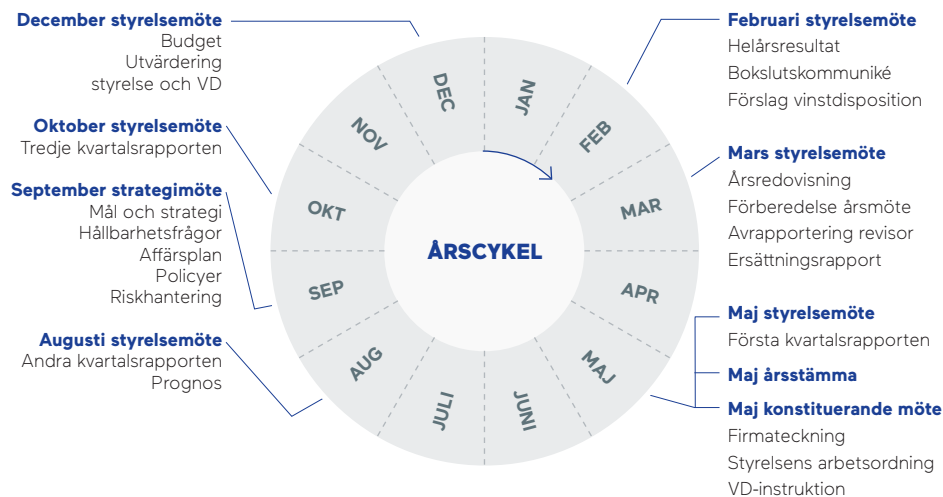 December styrelsemöte
Budget
Utvärdering
styrelse och VD
Oktober styrelsemöte
Tredje kvartalsrapporten
September strategimöte
Mål och strategi
Hållbarhetsfrågor
Affärsplan
Policyer
Riskhantering
Augusti styrelsemöte
Andra kvartalsrapporten
Prognos
JAN
FEB
MAR
APR
MAJ
JUNI
JULI
AUG
SEP
OKT
NOV
DEC
ÅRSCYKEL
Februari styrelsemöte
Helårsresultat
Bokslutskommuniké
Förslag vinstdisposition
Mars styrelsemöte
Årsredovisning
Förberedelse årsmöte
Avrapportering revisor
Ersättningsrapport
Maj styrelsemöte
Första kvartalsrapporten
Maj årsstämma
Maj konstituerande möte
Firmateckning
Styrelsens arbetsordning
VD-instruktion